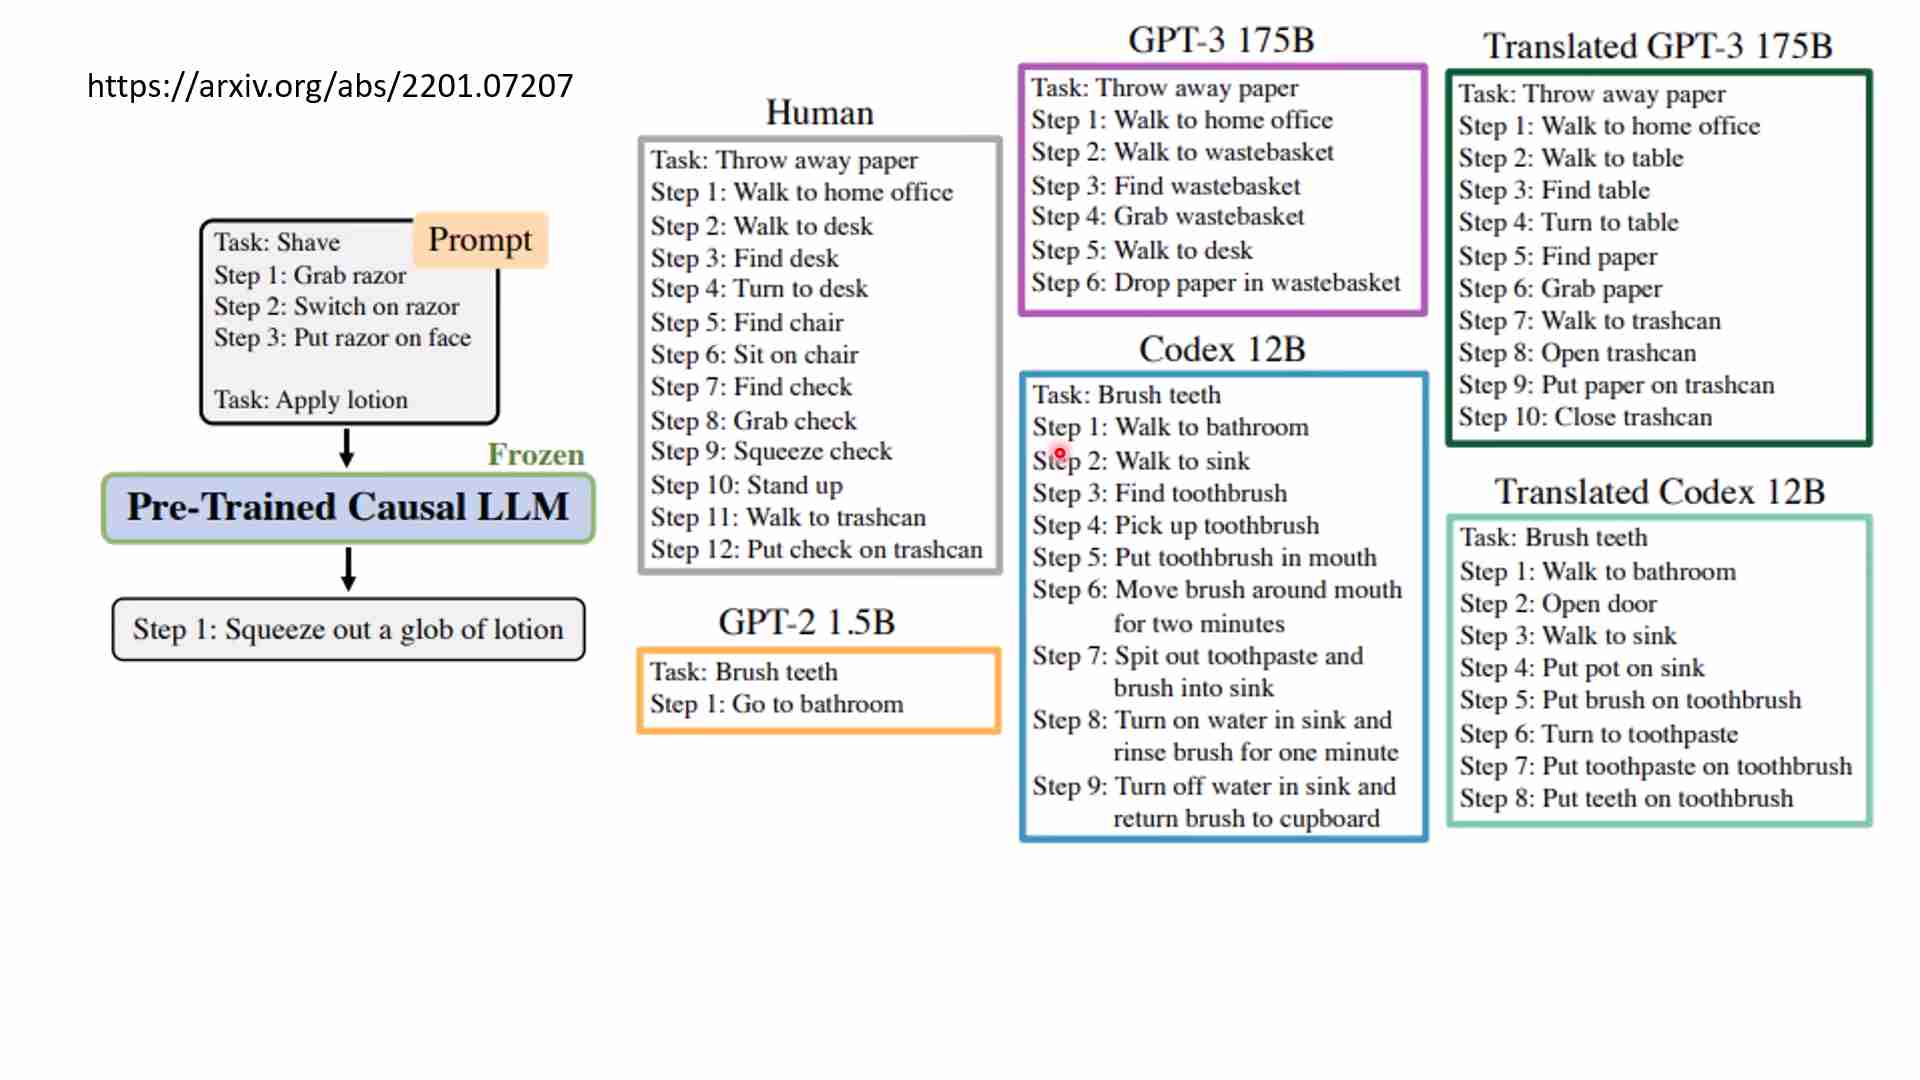 https://arxiv.org/abs/2201.07207
Prompt
Task: Shave
Step 1: Grab razor
Step 2: Switch on razor
Step 3: Put razor on face
Task: Apply lotion
Frozen
Pre-Trained Causal LLM
Step 1: Squeeze out a glob of lotion
Human
Task: Throw away paper
Step 1: Walk to home office
Step 2: Walk to desk
Step 3: Find desk
Step 4: Turn to desk
Step 5: Find chair
Step 6: Sit on chair
Step 7: Find check
Step 8: Grab check
Step 9: Squeeze check
Step 10: Stand up
Step 11: Walk to trashcan
Step 12: Put check on trashcan
GPT-2 1.5B
Task: Brush teeth
Step 1: Go to bathroom
GPT-3 175B
Task: Throw away paper
Step 1: Walk to home office
Step 2: Walk to wastebasket
Step 3: Find wastebasket
Step 4: Grab wastebasket
Step 5: Walk to desk
Step 6: Drop paper in wastebasket
Codex 12B
Task: Brush teeth
Step 1: Walk to bathroom
Step 2: Walk to sink
Step 3: Find toothbrush
Step 4: Pick up toothbrush
Step 5: Put toothbrush in mouth
Step 6: Move brush around mouth
for two minutes
Step 7: Spit out toothpaste and
brush into sink
Step 8: Turn on water in sink and
rinse brush for one minute
Step 9: Turn off water in sink and
return brush to cupboard
Translated GPT-3 175B
Task: Throw away paper
Step 1: Walk to home office
Step 2: Walk to table
Step 3: Find table
Step 4: Turn to table
Step 5: Find paper
Step 6: Grab paper
Step 7: Walk to trashcan
Step 8: Open trashcan
Step 9: Put paper on trashcan
Step 10: Close trashcan
Translated Codex 12B
Task: Brush teeth
Step 1: Walk to bathroom
Step 2: Open door
Step 3: Walk to sink
Step 4: Put pot on sink
Step 5: Put brush on toothbrush
Step 6: Turn to toothpaste
Step 7: Put toothpaste on toothbrush
Step 8: Put teeth on toothbrush